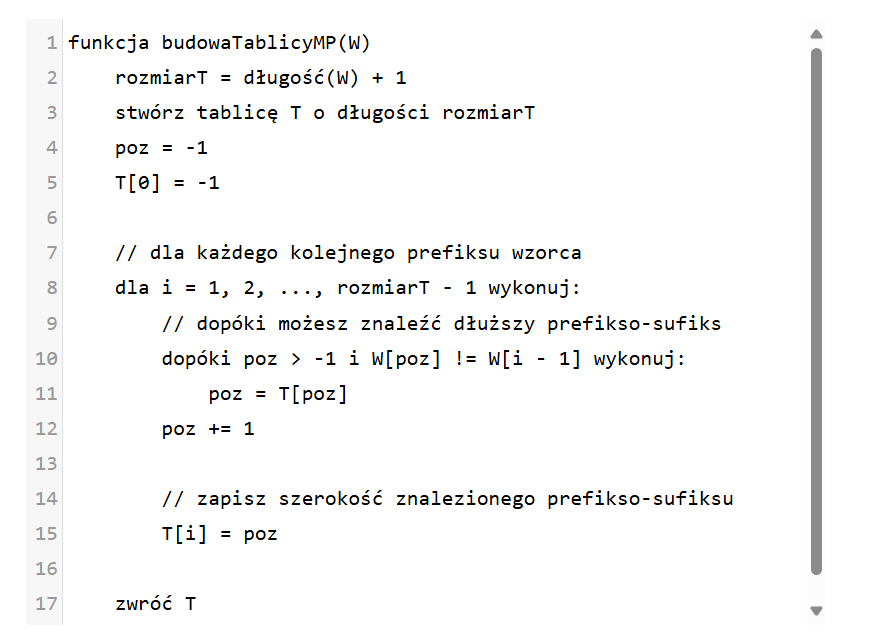 1 funkcja budowaTablicyMP(W)
2     rozmiarT = długość(W) + 1
3     stwórz tablicę T o długości rozmiarT
4     poz = -1
5     T[0] = -1
6
7     // dla każdego kolejnego prefiksu wzorca
8     dla i = 1, 2, ..., rozmiarT - 1 wykonuj:
9         // dopóki możesz znaleźć dłuższy prefikso-sufiks
10         dopóki poz > -1 i W[poz] != W[i - 1] wykonuj:
11             poz = T[poz]
12         poz += 1
13
14         // zapisz szerokość znalezionego prefikso-sufiksu
15         T[i] = poz
16
17     zwróć T